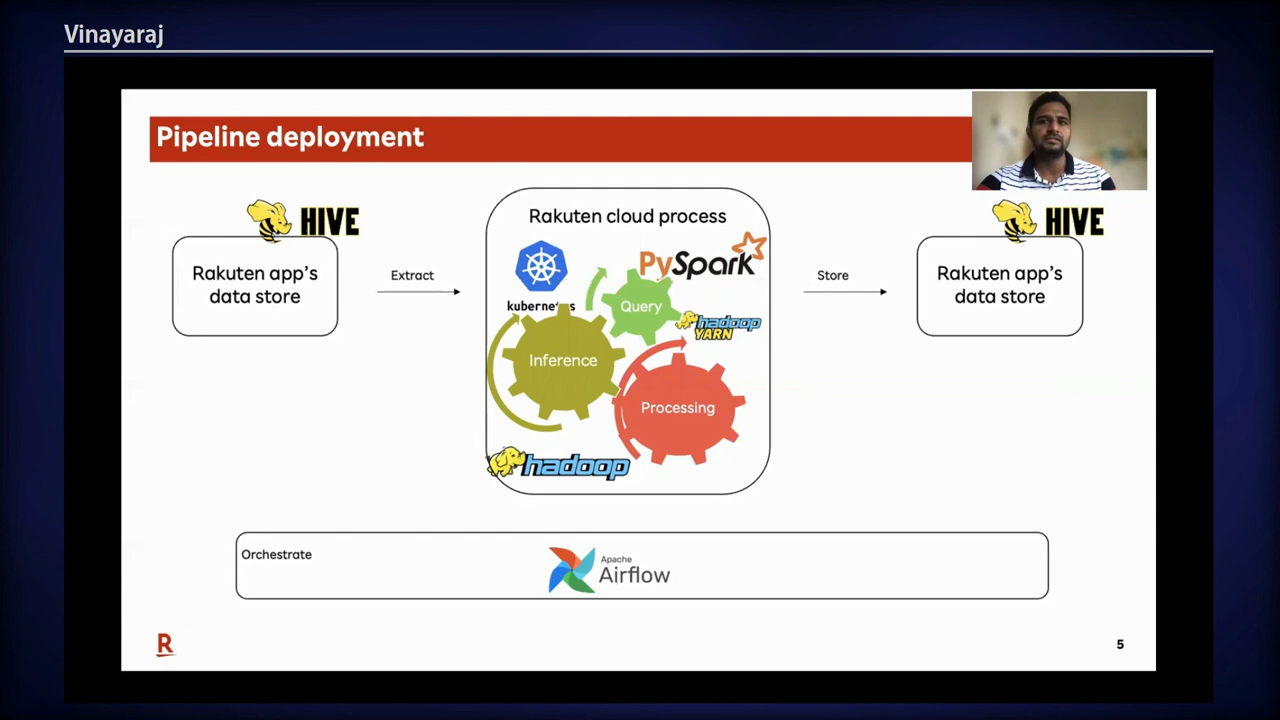 Vinayaraj
Pipeline deployment
HIVE
Rakuten app's
data store
Extract
Rakuten cloud process
kubernetes
PySpark
Query
hadoop
YARN
Inference
Processing
hadoop
Store
HIVE
Rakuten app's
data store
Orchestrate
Apache
Airflow
R
5